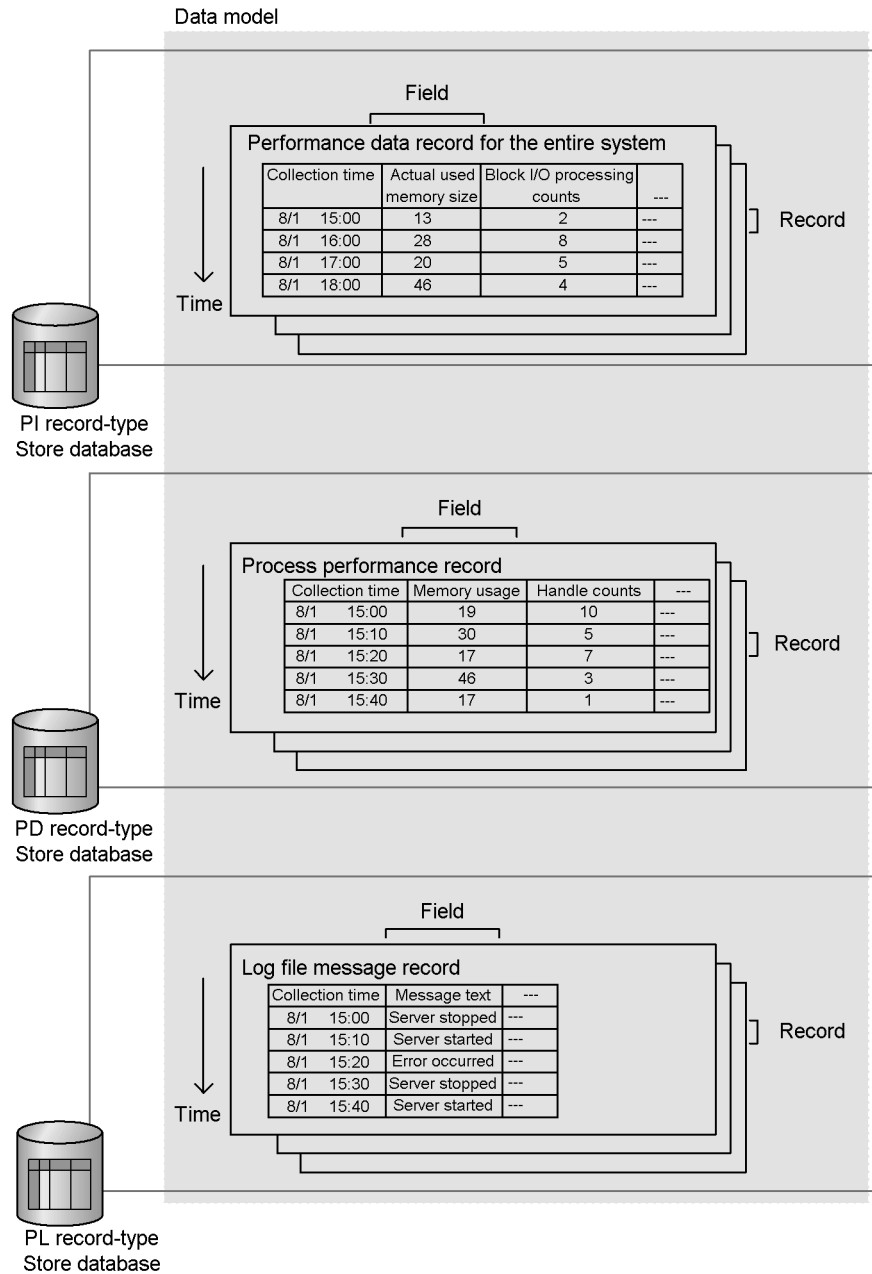 Data model
Field
Performance data record for the entire system
Collection time Actual used memory size Block I/O processing counts ---
8/1 15:00 13 2 ---
8/1 16:00 28 8 ---
8/1 17:00 20 5 ---
8/1 18:00 46 4 ---
Record
Time
PI record-type
Store database
Field
Process performance record
Collection time Memory usage Handle counts ---
8/1 15:00 19 10 ---
8/1 15:10 30 5 ---
8/1 15:20 17 7 ---
8/1 15:30 46 3 ---
8/1 15:40 17 1 ---
Record
Time
PD record-type
Store database
Field
Log file message record
Collection time Message text ---
8/1 15:00 Server stopped ---
8/1 15:10 Server started ---
8/1 15:20 Error occurred ---
8/1 15:30 Server stopped ---
8/1 15:40 Server started ---
Record
Time
PL record-type
Store database